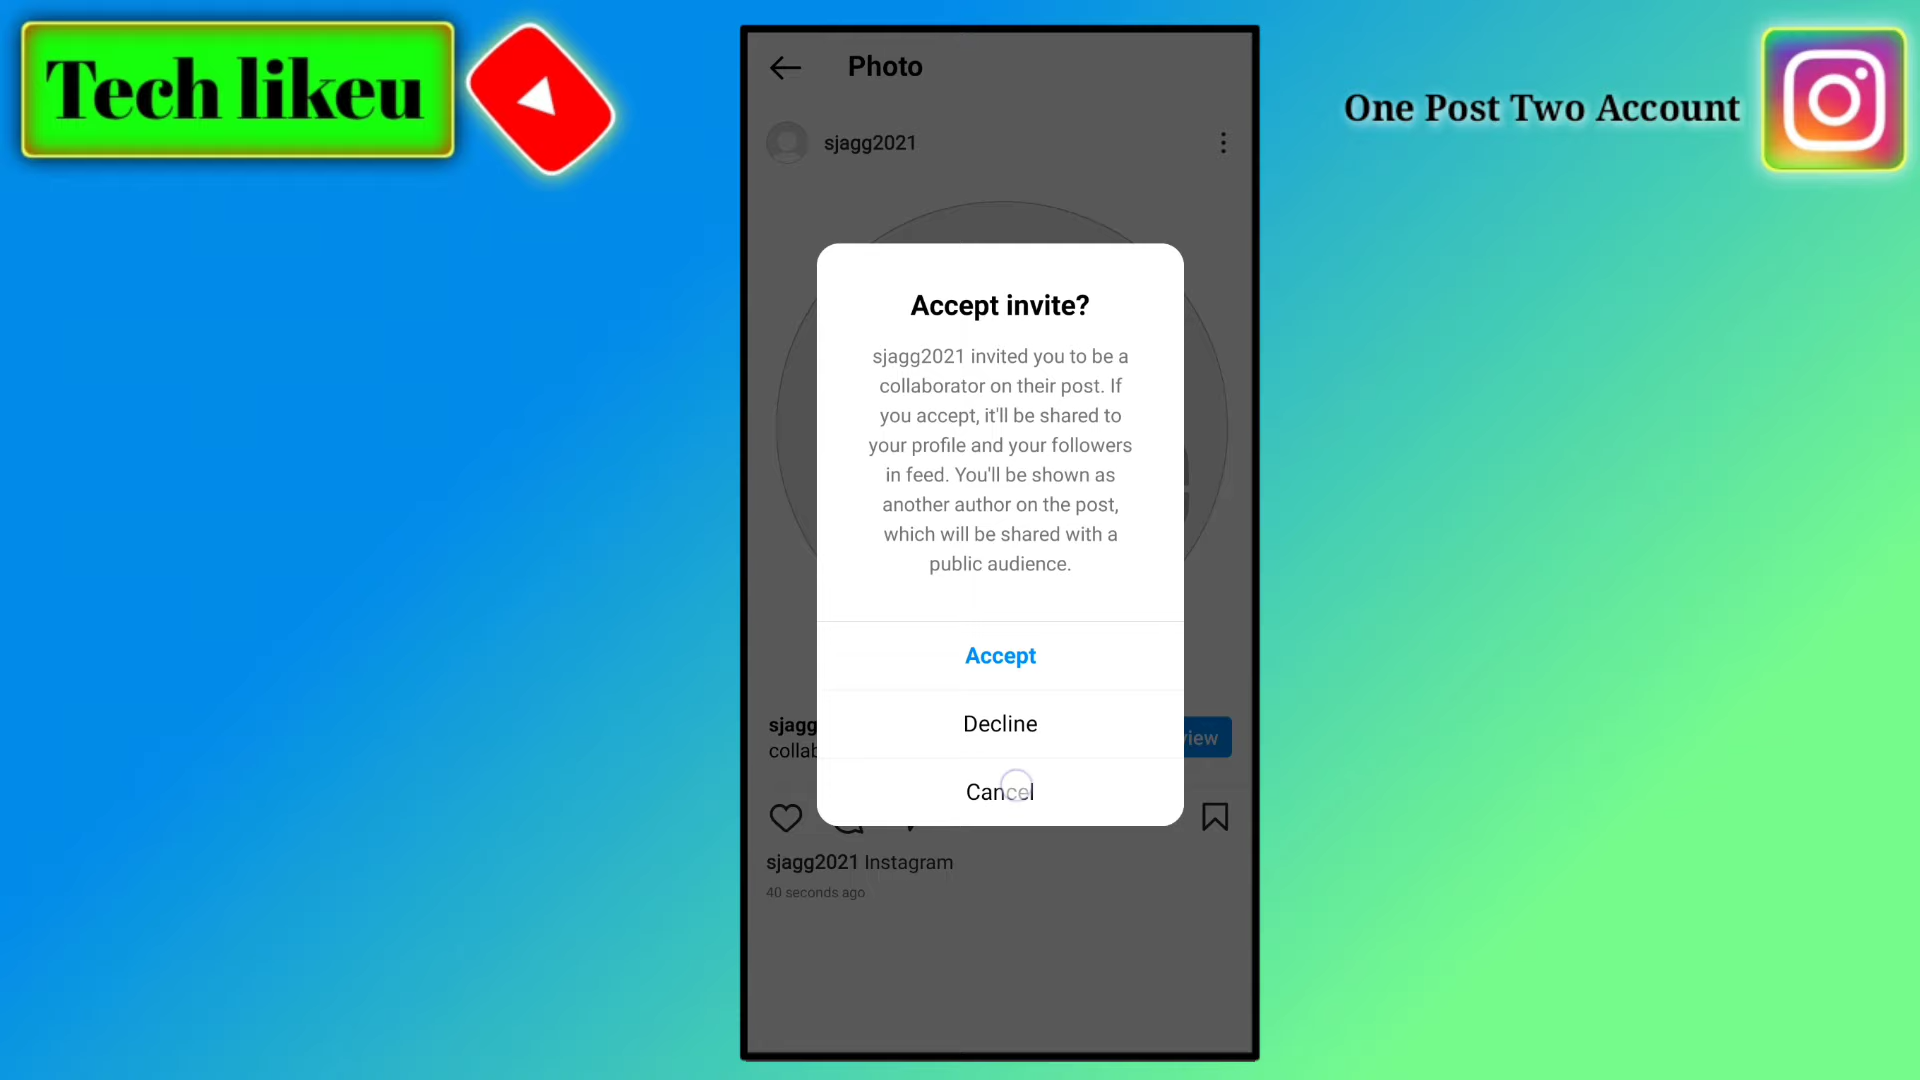 Tech likeu
One Post Two Account
Photo
sjagg2021
Accept invite?
sjagg2021 invited you to be a
collaborator on their post. If
you accept, it'll be shared to
your profile and your followers
in feed. You'll be shown as
another author on the post,
which will be shared with a
public audience.
Accept
Decline
Cancel
sjagg
collab
view
sjagg2021 Instagram
40 seconds ago